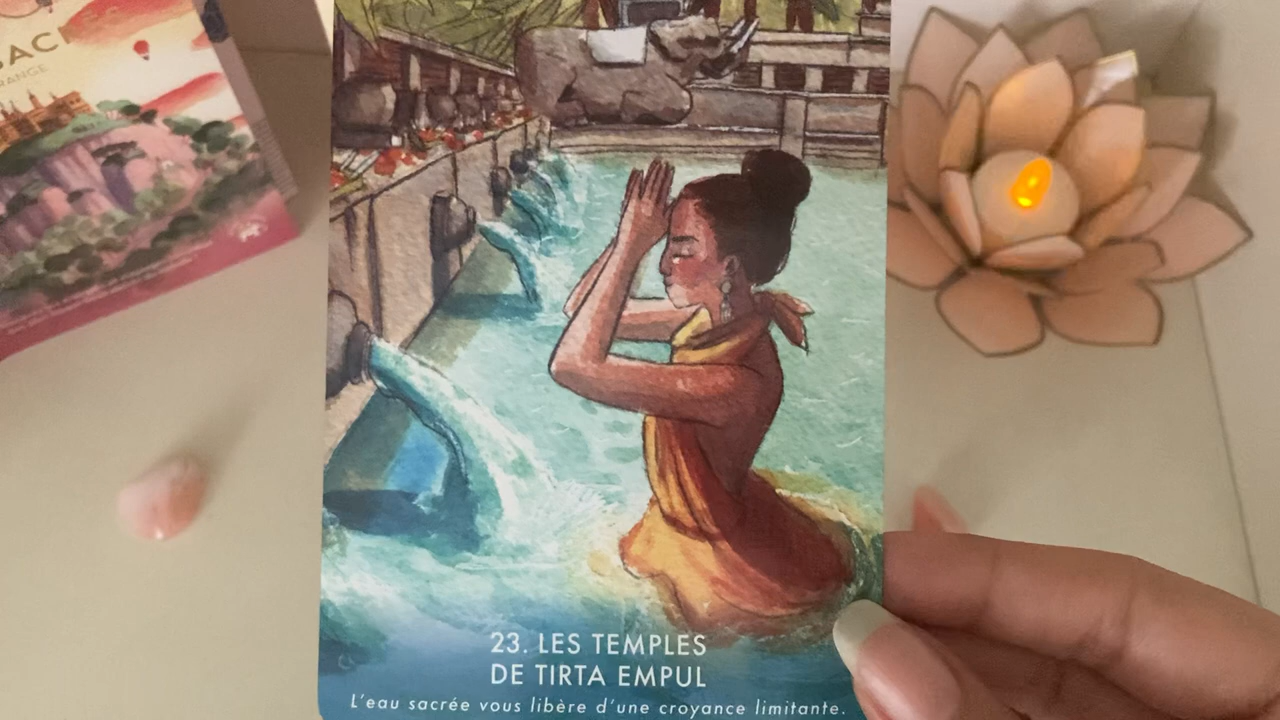 23. LES TEMPLES
DE TIRTA EMPUL
L'eau sacrée vous libère d'une croyance limitante.